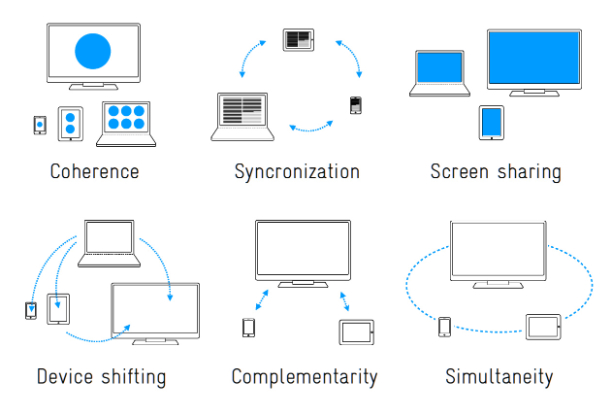 Coherence
Syncronization
Screen sharing
Device shifting
Complementarity
Simultaneity